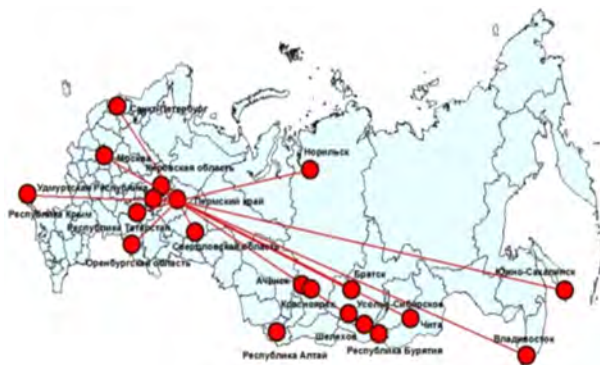 Санкт-Петербург
Москва
Норильск
Кировская область
Удмуртская Республика
Пермский край
Республика Крым
Республика Татарстан
Свердловская область
Оренбургская область
Южно-Сахалинск
Ачинск
Братск
Красноярск
Усолье-Сибирское
Чита
Шелехов
Владивосток
Республика Бурятия
Республика Алтай